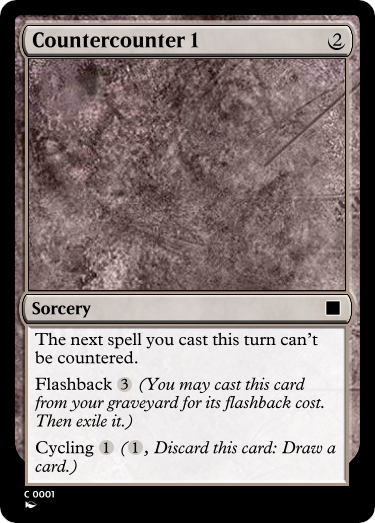 Countercounter 1 2
Sorcery
The next spell you cast this turn can't
be countered.
Flashback 3 (You may cast this card
from your graveyard for its flashback cost.
Then exile it.)
Cycling 1 (1, Discard this card: Draw a
card.)
C 0001